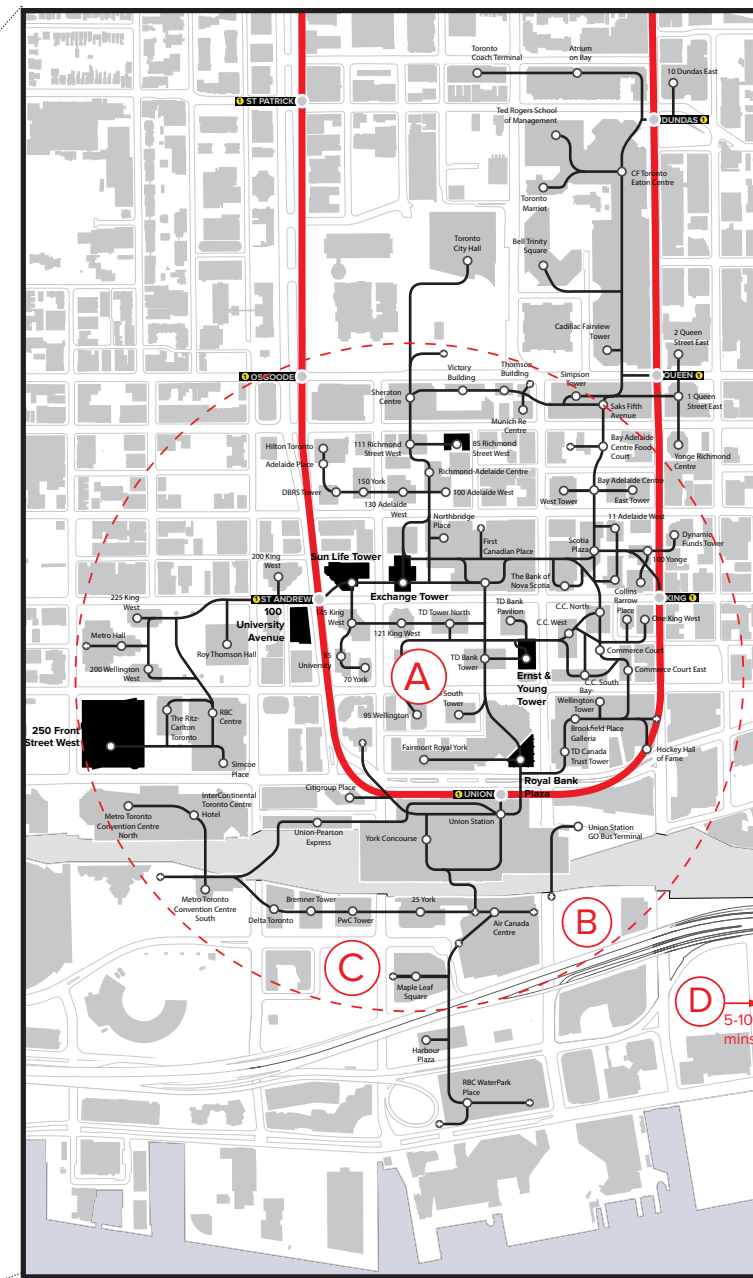 Toronto
Coach Terminal
Atrium
on Bay
10 Dundas East
1 ST PATRICK
Ted Rogers School
of Management
DUNDAS 1
CF Toronto
Eaton Centre
Toronto
Marriot
Toronto
City Hall
Bell Trinity
Square
Cadillac Fairview
Tower
2 Queen
Street East
1 OSGOODE
Victory
Building
Thomson
Building
Simpson
Tower
QUEEN 1
Sheraton
Centre
Saks Fifth
Avenue
1 Queen
Street East
Munich Re
Centre
Hilton Toronto
111 Richmond
Street West
85 Richmond
Street West
Bay Adelaide
Centre Food
Court
Yonge Richmond
Centre
Adelaide Place
Richmond-Adelaide Centre
DBRS Tower
150 York
130 Adelaide
West
100 Adelaide West
Bay Adelaide Centre
West Tower
East Tower
Northbridge
Place
11 Adelaide West
First
Canadian Place
Scotia
Plaza
Dynamic
Funds Tower
100 Yonge
200 King
West
Sun Life Tower
The Bank of
Nova Scotia
Exchange Tower
Collins
Barrow
Place
1 ST ANDREW
KING 1
225 King
West
100
University
Avenue
145 King
West
121 King West
TD Tower North
TD Bank
Pavilion
C.C. North
C.C. West
One King West
Metro Hall
Roy Thomson Hall
55
University
Commerce Court
200 Wellington
West
70 York
A
TD Bank
Tower
Ernst &
Young
Tower
C.C. South
Commerce Court East
250 Front
Street West
The Ritz-
Carlton
Toronto
RBC
Centre
95 Wellington
South
Tower
Bay-
Wellington
Tower
Brookfield Place
Galleria
Simcoe
Place
Fairmont Royal York
TD Canada
Trust Tower
Hockey Hall
of Fame
Royal Bank
Plaza
Citigroup Place
1 UNION
InterContinental
Toronto Centre
Hotel
Metro Toronto
Convention Centre
North
Union-Pearson
Express
York Concourse
Union Station
Union Station
GO Bus Terminal
Metro Toronto
Convention Centre
South
Delta Toronto
Bremner Tower
PwC Tower
25 York
Air Canada
Centre
B
C
Maple Leaf
Square
D
5-10
mins
Harbour
Plaza
RBC WaterPark
Place